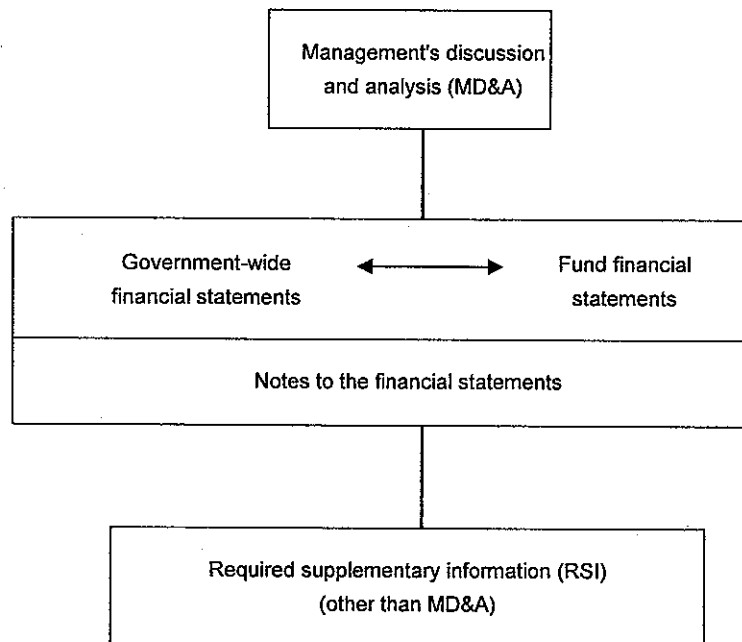 Management's discussion
and analysis (MD&A)
Government-wide
financial statements
Fund financial
statements
Notes to the financial statements
Required supplementary information (RSI)
(other than MD&A)